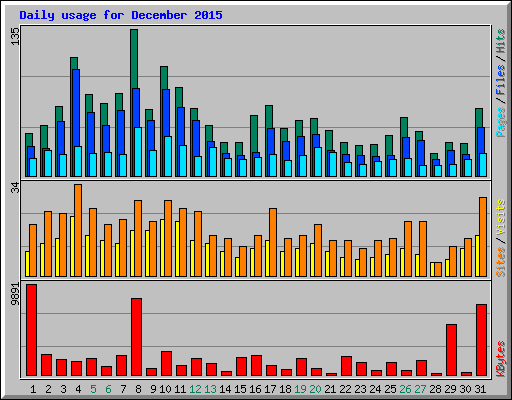 Daily usage for December 2015
135
Pages / Files / Hits
34
Sites / Visits
9891
KBytes
1 2 3 4 5 6 7 8 9 10 11 12 13 14 15 16 17 18 19 20 21 22 23 24 25 26 27 28 29 30 31